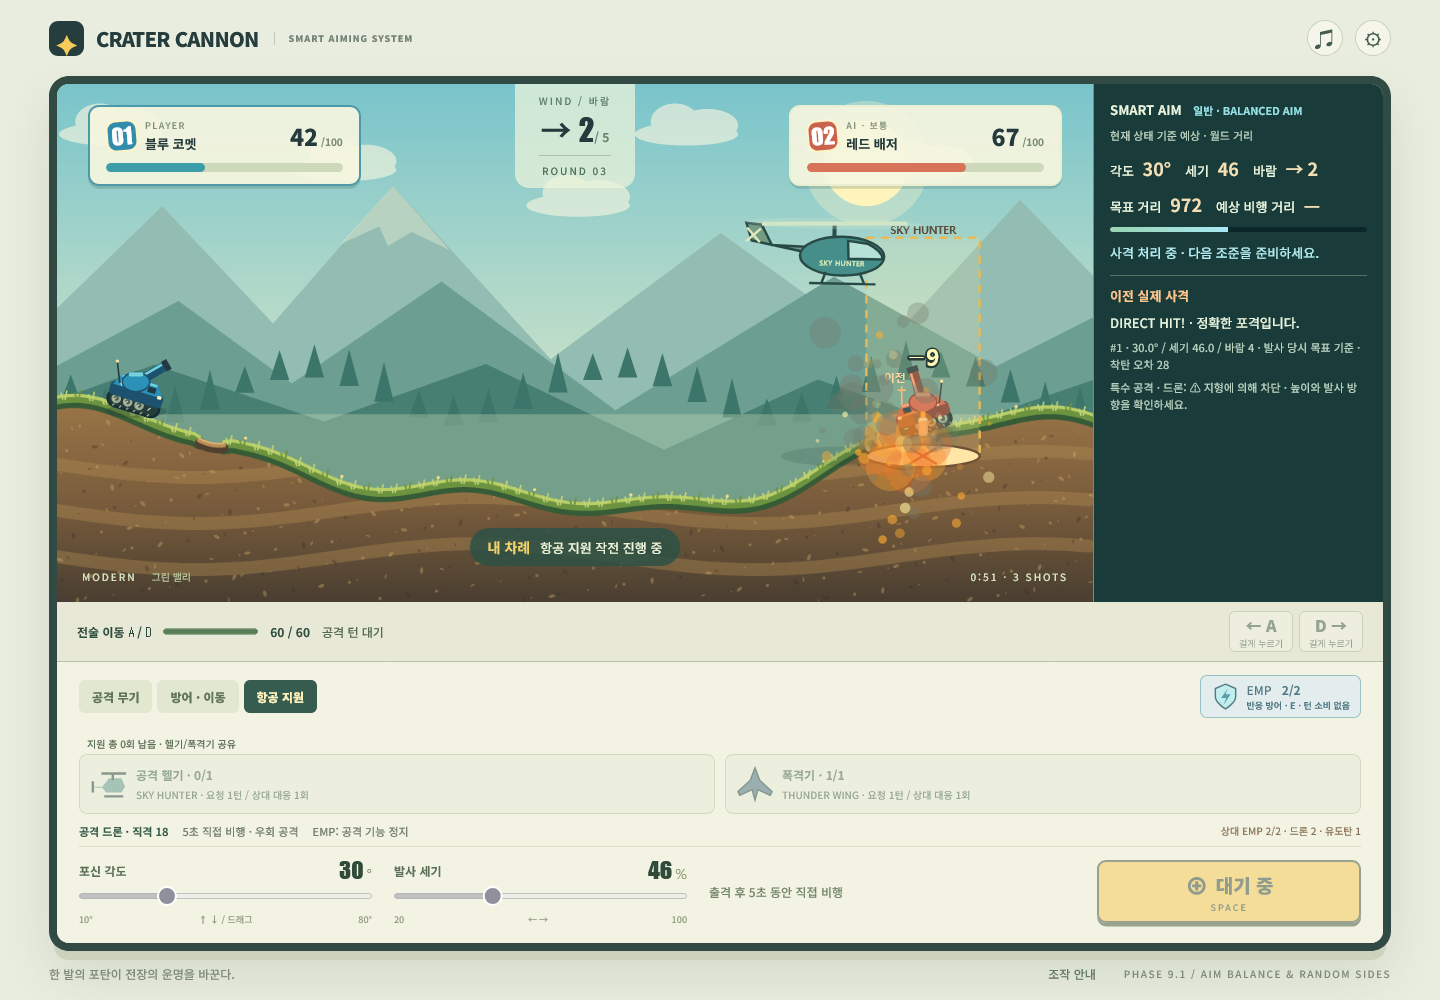 CRATER CANNON
SMART AIMING SYSTEM
01
PLAYER
블루 코멧
42 /100
WIND / 바람
→ 2 / 5
ROUND 03
02
AI · 보통
레드 배저
67 /100
SKY HUNTER
SKY HUNTER
−9
이전
내 차례 항공 지원 작전 진행 중
MODERN 그린 밸리
0:51 · 3 SHOTS
SMART AIM 일반 · BALANCED AIM
현재 상태 기준 예상 · 월드 거리
각도 30° 세기 46 바람 → 2
목표 거리 972 예상 비행 거리 —
사격 처리 중 · 다음 조준을 준비하세요.
이전 실제 사격
DIRECT HIT! · 정확한 포격입니다.
#1 · 30.0° / 세기 46.0 / 바람 4 · 발사 당시 목표 기준 ·
착탄 오차 28
특수 공격 · 드론: ⚠ 지형에 의해 차단 · 높이와 발사 방
향을 확인하세요.
전술 이동 A / D 60 / 60 공격 턴 대기
← A
길게 누르기
D →
길게 누르기
공격 무기
방어 · 이동
항공 지원
EMP 2/2
반응 방어 · E · 턴 소비 없음
지원 총 0회 남음 · 헬기/폭격기 공유
공격 헬기 · 0/1
SKY HUNTER · 요청 1턴 / 상대 대응 1회
폭격기 · 1/1
THUNDER WING · 요청 1턴 / 상대 대응 1회
공격 드론 · 직격 18 5초 직접 비행 · 우회 공격 EMP: 공격 기능 정지
상대 EMP 2/2 · 드론 2 · 유도탄 1
포신 각도 30 °
10° ↑ ↓ / 드래그 80°
발사 세기 46 %
20 ←→ 100
출격 후 5초 동안 직접 비행
⊕ 대기 중
SPACE
한 발의 포탄이 전장의 운명을 바꾼다.
조작 안내
PHASE 9.1 / AIM BALANCE & RANDOM SIDES